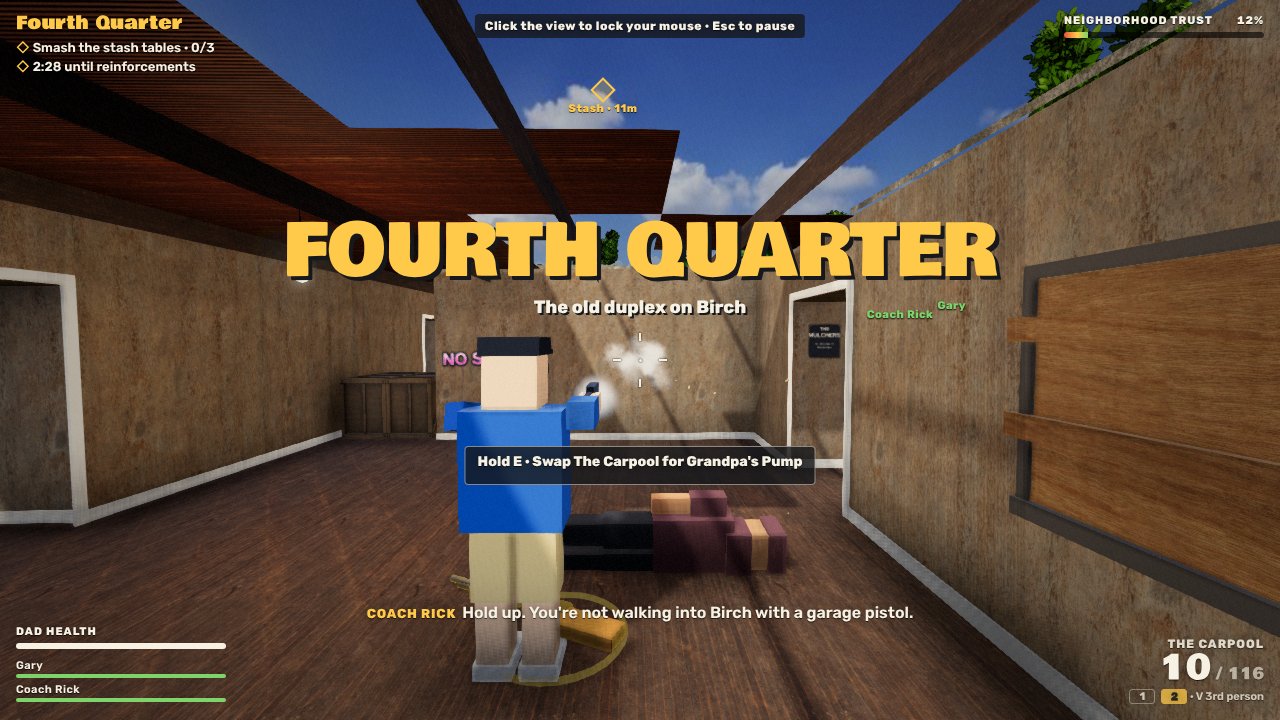 Fourth Quarter
Smash the stash tables • 0/3
2:28 until reinforcements
Click the view to lock your mouse • Esc to pause
NEIGHBORHOOD TRUST 12%
Stash • 11m
FOURTH QUARTER
The old duplex on Birch
Coach Rick
Gary
THE
MULCHERS
NO S
Hold E • Swap The Carpool for Grandpa's Pump
COACH RICK Hold up. You're not walking into Birch with a garage pistol.
DAD HEALTH
Gary
Coach Rick
THE CARPOOL
10 / 116
1 2 • V 3rd person